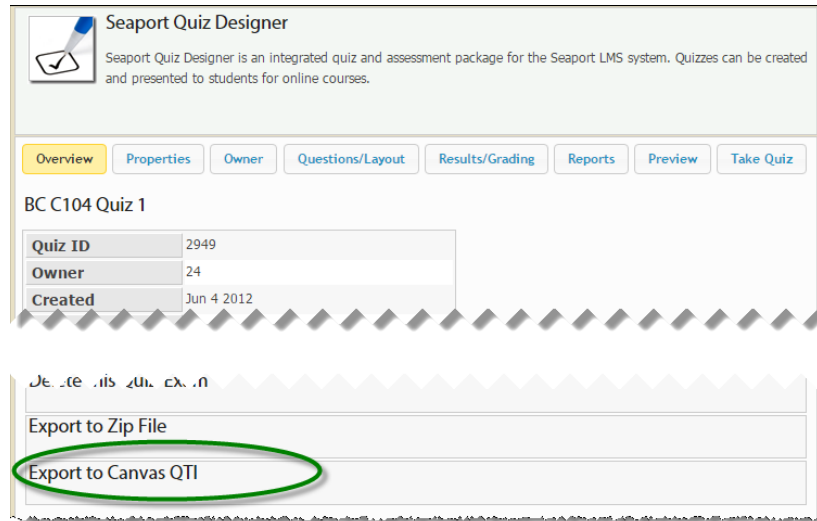 Seaport Quiz Designer
Seaport Quiz Designer is an integrated quiz and assessment package for the Seaport LMS system. Quizzes can be created
and presented to students for online courses.
Overview Properties Owner Questions/Layout Results/Grading Reports Preview Take Quiz
BC C104 Quiz 1
Quiz ID 2949
Owner 24
Created Jun 4 2012
Export to Zip File
Export to Canvas QTI